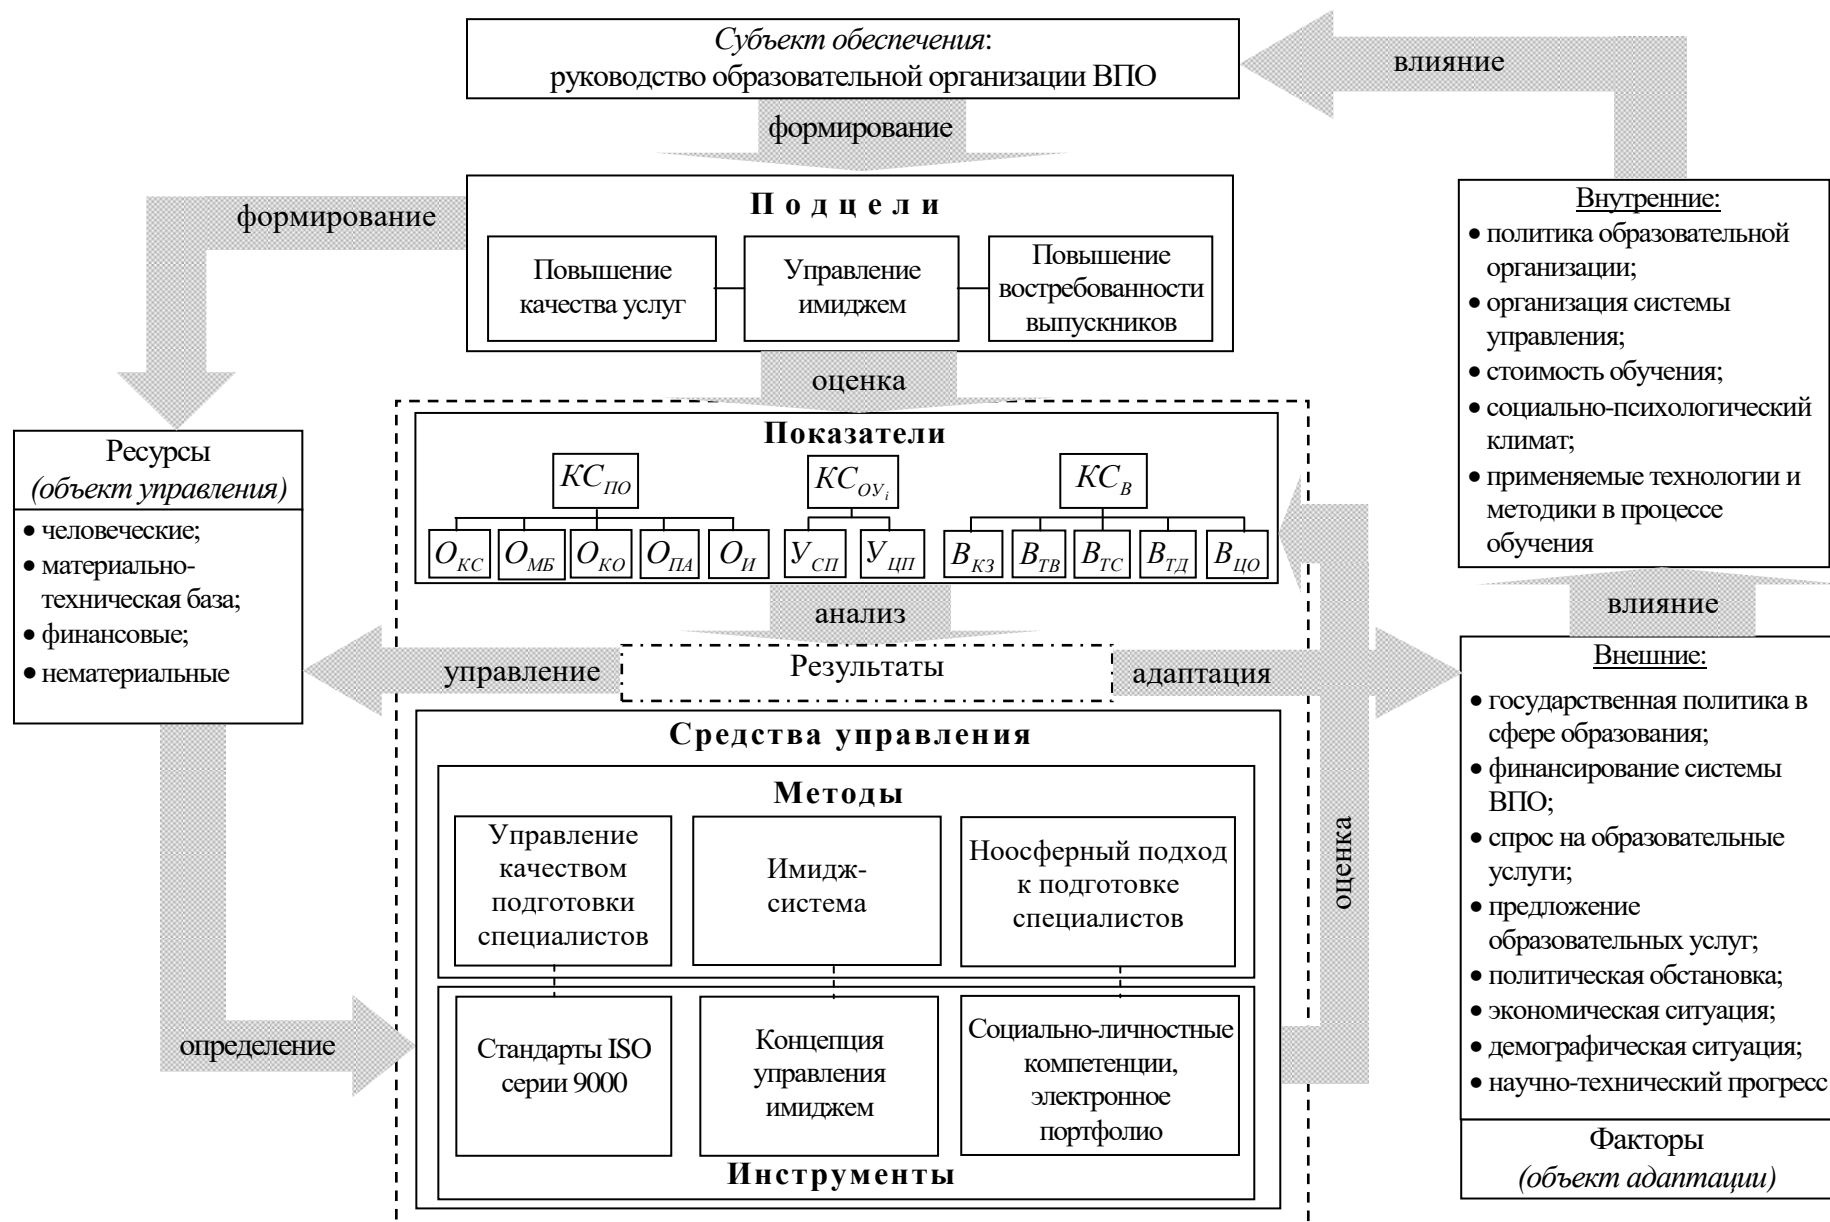 Субъект обеспечения:
руководство образовательной организации ВПО
влияние
формирование
формирование
Подцели
Повышение
качества услуг
Управление
имиджем
Повышение
востребованности
выпускников
оценка
Показатели
КС_ПО
КС_ОУ_i
КС_В
О_КС
О_МБ
О_КО
О_ПА
О_И
У_СП
У_ЦП
В_КЗ
В_ТВ
В_ТС
В_ТД
В_ЦО
анализ
управление
Результаты
адаптация
Ресурсы
(объект управления)
• человеческие;
• материально-
техническая база;
• финансовые;
• нематериальные
определение
Средства управления
Методы
Управление
качеством
подготовки
специалистов
Имидж-
система
Ноосферный подход
к подготовке
специалистов
Стандарты ISO
серии 9000
Концепция
управления
имиджем
Социально-личностные
компетенции,
электронное
портфолио
Инструменты
оценка
Внутренние:
• политика образовательной
организации;
• организация системы
управления;
• стоимость обучения;
• социально-психологический
климат;
• применяемые технологии и
методики в процессе
обучения
влияние
Внешние:
• государственная политика в
сфере образования;
• финансирование системы
ВПО;
• спрос на образовательные
услуги;
• предложение
образовательных услуг;
• политическая обстановка;
• экономическая ситуация;
• демографическая ситуация;
• научно-технический прогресс
Факторы
(объект адаптации)